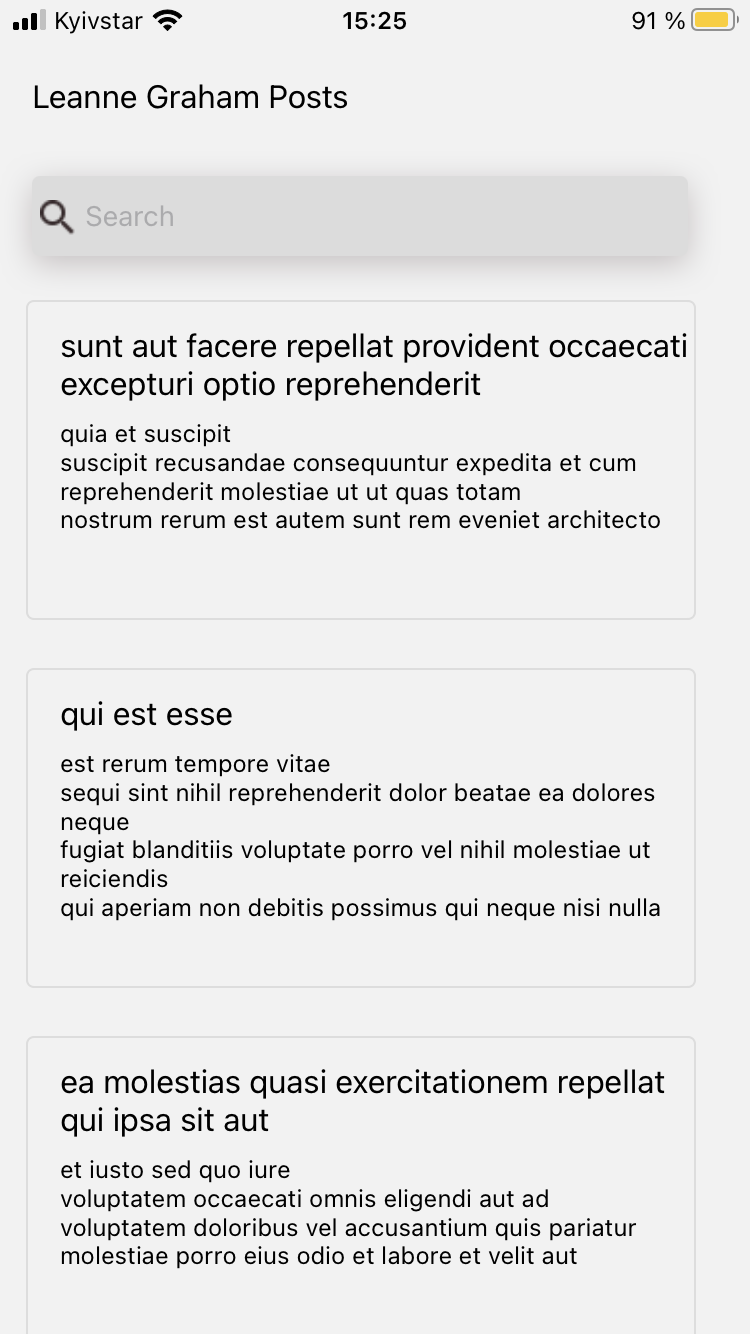 Kyivstar 15:25 91 %
Leanne Graham Posts
Search
sunt aut facere repellat provident occaecati
excepturi optio reprehenderit
quia et suscipit
suscipit recusandae consequuntur expedita et cum
reprehenderit molestiae ut ut quas totam
nostrum rerum est autem sunt rem eveniet architecto
qui est esse
est rerum tempore vitae
sequi sint nihil reprehenderit dolor beatae ea dolores
neque
fugiat blanditiis voluptate porro vel nihil molestiae ut
reiciendis
qui aperiam non debitis possimus qui neque nisi nulla
ea molestias quasi exercitationem repellat
qui ipsa sit aut
et iusto sed quo iure
voluptatem occaecati omnis eligendi aut ad
voluptatem doloribus vel accusantium quis pariatur
molestiae porro eius odio et labore et velit aut